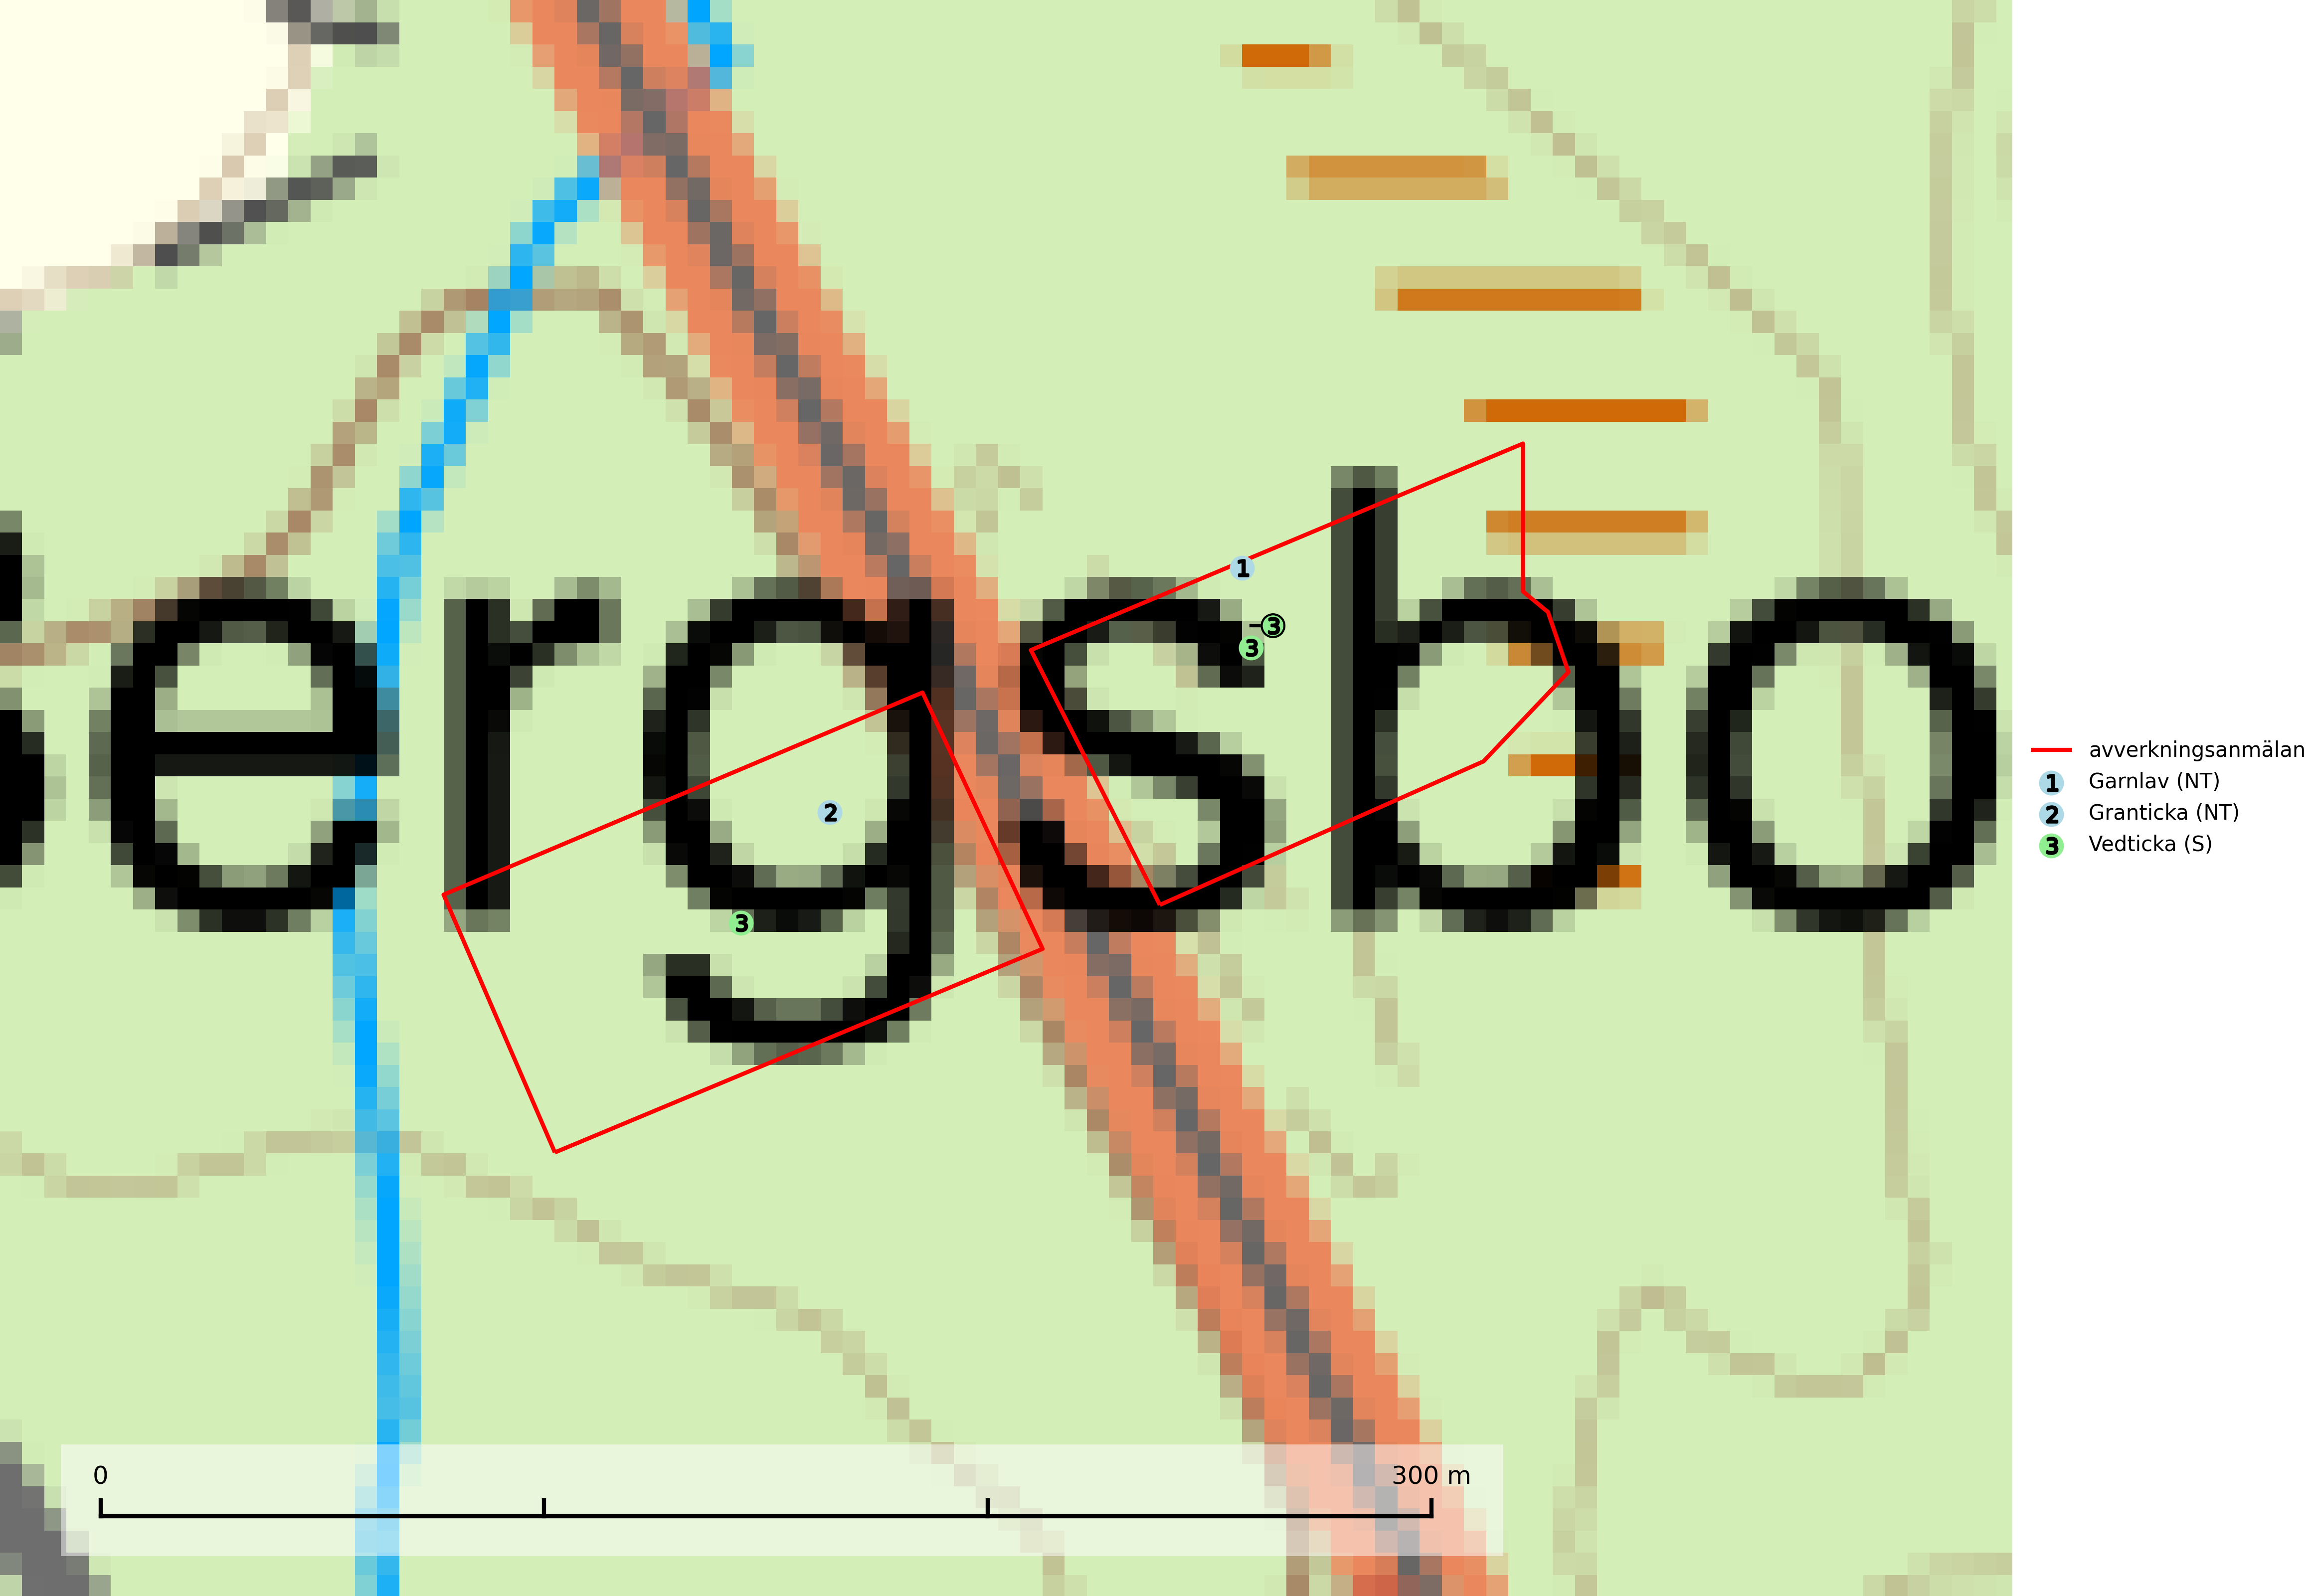 ergsbo
1
3
3
2
3
0 300 m
avverkningsanmälan
1 Garnlav (NT)
2 Granticka (NT)
3 Vedticka (S)